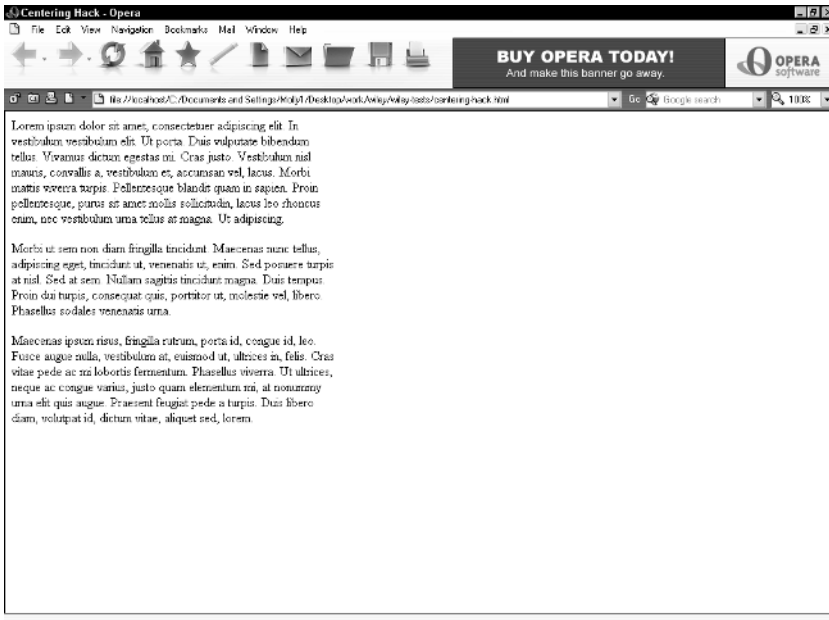 Centering Hack - Opera
File Edit View Navigation Bookmarks Mail Window Help
BUY OPERA TODAY!
And make this banner go away.
OPERA
software
file://localhost/C:/Documents and Settings/Molly1/Desktop/work/wiley/wiley-tests/centering-hack.html
Go Google search 100%
Lorem ipsum dolor sit amet, consectetuer adipiscing elit. In
vestibulum vestibulum elit. Ut porta. Duis vulputate bibendum
tellus. Vivamus dictum egestas mi. Cras justo. Vestibulum nisl
mauris, convallis a, vestibulum et, accumsan vel, lacus. Morbi
mattis viverra turpis. Pellentesque blandit quam in sapien. Proin
pellentesque, purus sit amet mollis sollicitudin, lacus leo rhoncus
enim, nec vestibulum urna tellus at magna. Ut adipiscing.
Morbi ut sem non diam fringilla tincidunt. Maecenas nunc tellus,
adipiscing eget, tincidunt ut, venenatis ut, enim. Sed posuere turpis
at nisl. Sed at sem. Nullam sagittis tincidunt magna. Duis tempus.
Proin dui turpis, consequat quis, porttitor ut, molestie vel, libero.
Phasellus sodales venenatis urna.
Maecenas ipsum risus, fringilla rutrum, porta id, congue id, leo.
Fusce augue nulla, vestibulum at, euismod ut, ultrices in, felis. Cras
vitae pede ac mi lobortis fermentum. Phasellus viverra. Ut ultrices,
neque ac congue varius, justo quam elementum mi, at nonummy
urna elit quis augue. Praesent feugiat pede a turpis. Duis libero
diam, volutpat id, dictum vitae, aliquet sed, lorem.